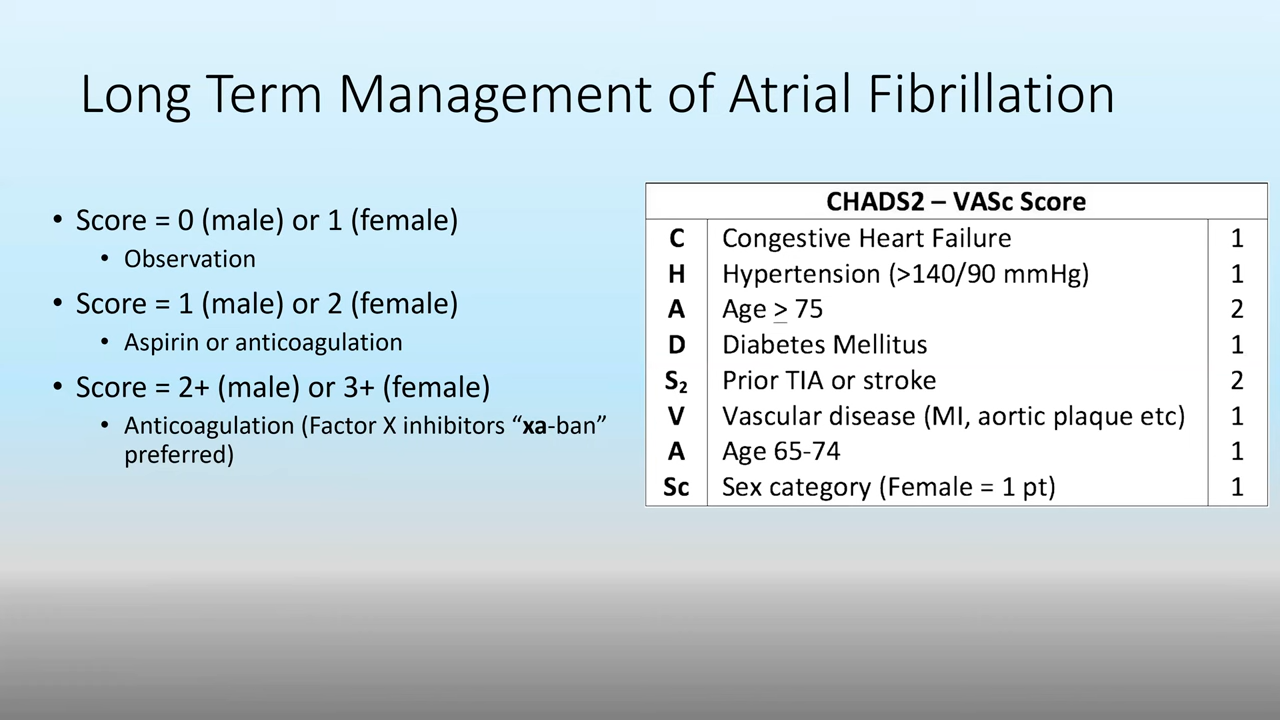 Long Term Management of Atrial Fibrillation
• Score = 0 (male) or 1 (female)
• Observation
• Score = 1 (male) or 2 (female)
• Aspirin or anticoagulation
• Score = 2+ (male) or 3+ (female)
• Anticoagulation (Factor X inhibitors “xa-ban”
preferred)
CHADS2 – VASc Score
C Congestive Heart Failure 1
H Hypertension (>140/90 mmHg) 1
A Age ≥ 75 2
D Diabetes Mellitus 1
S₂ Prior TIA or stroke 2
V Vascular disease (MI, aortic plaque etc) 1
A Age 65-74 1
Sc Sex category (Female = 1 pt) 1